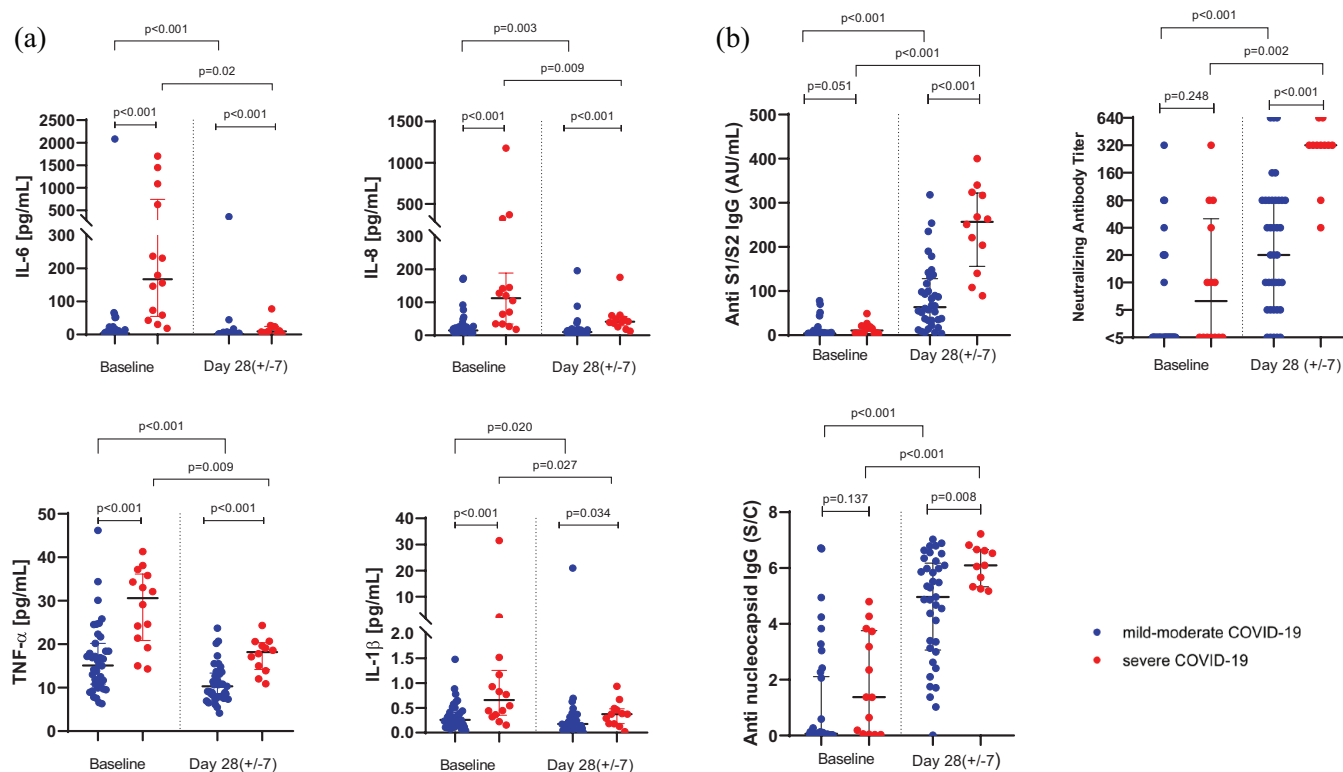 (a)
p<0.001
p=0.02
p<0.001
p<0.001
IL-6 [pg/mL]
2500
2000
1500
1000
500
300
200
100
0
Baseline
Day 28(+/-7)
p=0.003
p=0.009
p<0.001
p<0.001
IL-8 [pg/mL]
1500
1000
500
300
200
100
0
Baseline
Day 28(+/-7)
(b)
p<0.001
p<0.001
p=0.051
p<0.001
Anti S1/S2 IgG (AU/mL)
500
400
300
200
100
0
Baseline
Day 28(+/-7)
p<0.001
p=0.002
p=0.248
p<0.001
Neutralizing Antibody Titer
640
320
160
80
40
20
10
5
<5
Baseline
Day 28 (+/-7)
p<0.001
p=0.009
p<0.001
p<0.001
TNF-α [pg/mL]
50
40
30
20
10
0
Baseline
Day 28(+/-7)
p=0.020
p=0.027
p<0.001
p=0.034
IL-1β [pg/mL]
40
30
20
10
2.0
1.5
1.0
0.5
0.0
Baseline
Day 28(+/-7)
p<0.001
p<0.001
p=0.137
p=0.008
Anti nucleocapsid IgG (S/C)
8
6
4
2
0
Baseline
Day 28(+/-7)
mild-moderate COVID-19
severe COVID-19